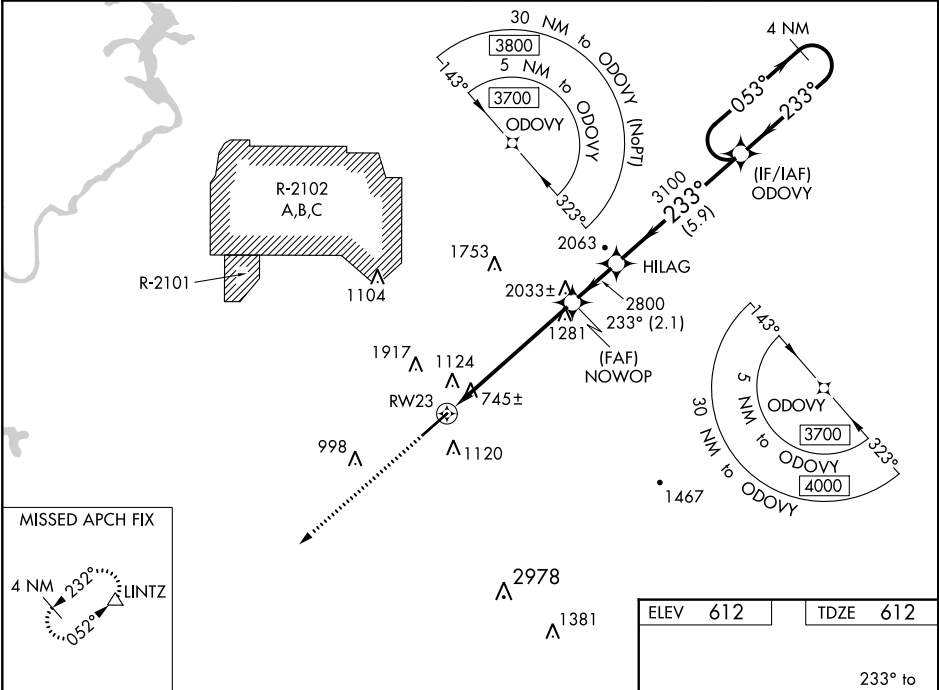 30 NM to ODOVY (NoPT)
3800
5 NM to ODOVY
3700
143°
ODOVY
323°
4 NM
053°
233°
(IF/IAF)
ODOVY
3100
233°
(5.9)
R-2102
A,B,C
R-2101
1104
1753
2063
HILAG
2033±
2800
233° (2.1)
1281
(FAF)
NOWOP
1917
1124
745±
RW23
998
1120
143°
ODOVY
3700
323°
5 NM to ODOVY
4000
30 NM to ODOVY
1467
MISSED APCH FIX
4 NM
232°
LINTZ
052°
2978
1381
ELEV 612
TDZE 612
233° to